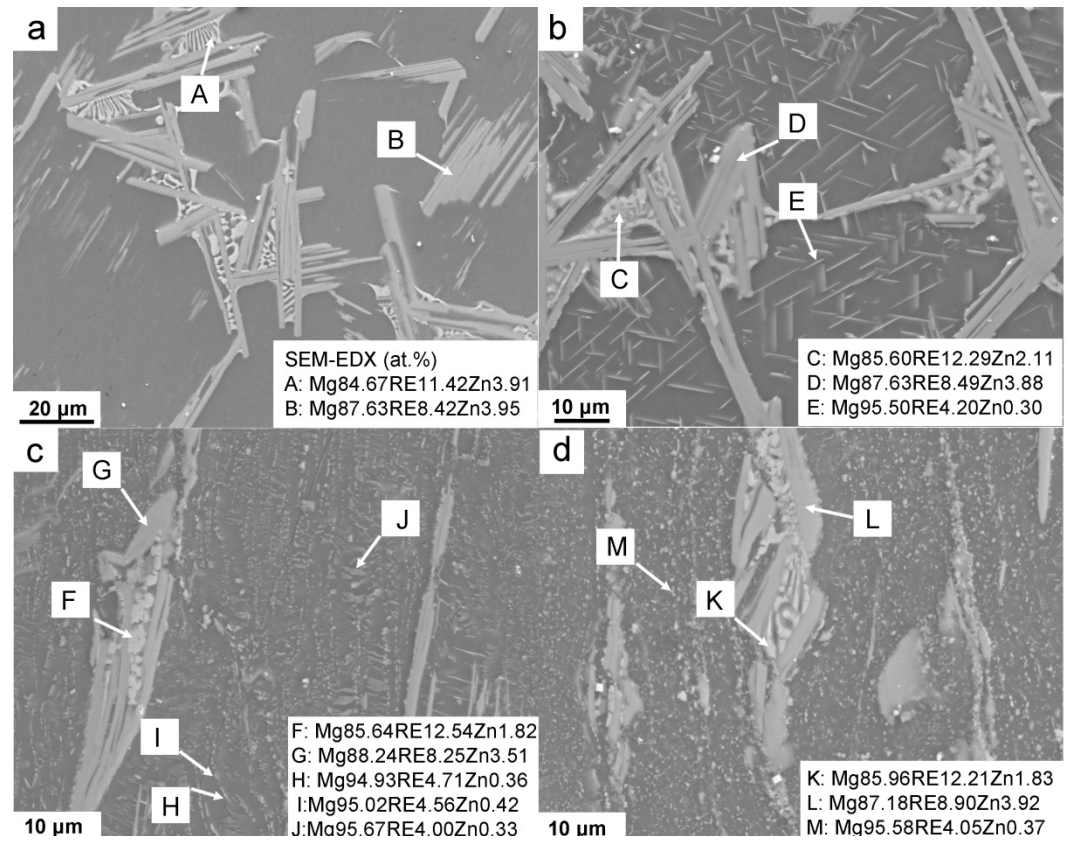 a
A
B
SEM-EDX (at.%)
A: Mg84.67RE11.42Zn3.91
B: Mg87.63RE8.42Zn3.95
20 μm
b
D
E
C
C: Mg85.60RE12.29Zn2.11
D: Mg87.63RE8.49Zn3.88
E: Mg95.50RE4.20Zn0.30
10 μm
c
G
J
F
I
H
F: Mg85.64RE12.54Zn1.82
G: Mg88.24RE8.25Zn3.51
H: Mg94.93RE4.71Zn0.36
I:Mg95.02RE4.56Zn0.42
J:Mg95.67RE4.00Zn0.33
10 μm
d
L
M
K
K: Mg85.96RE12.21Zn1.83
L: Mg87.18RE8.90Zn3.92
M: Mg95.58RE4.05Zn0.37
10 μm